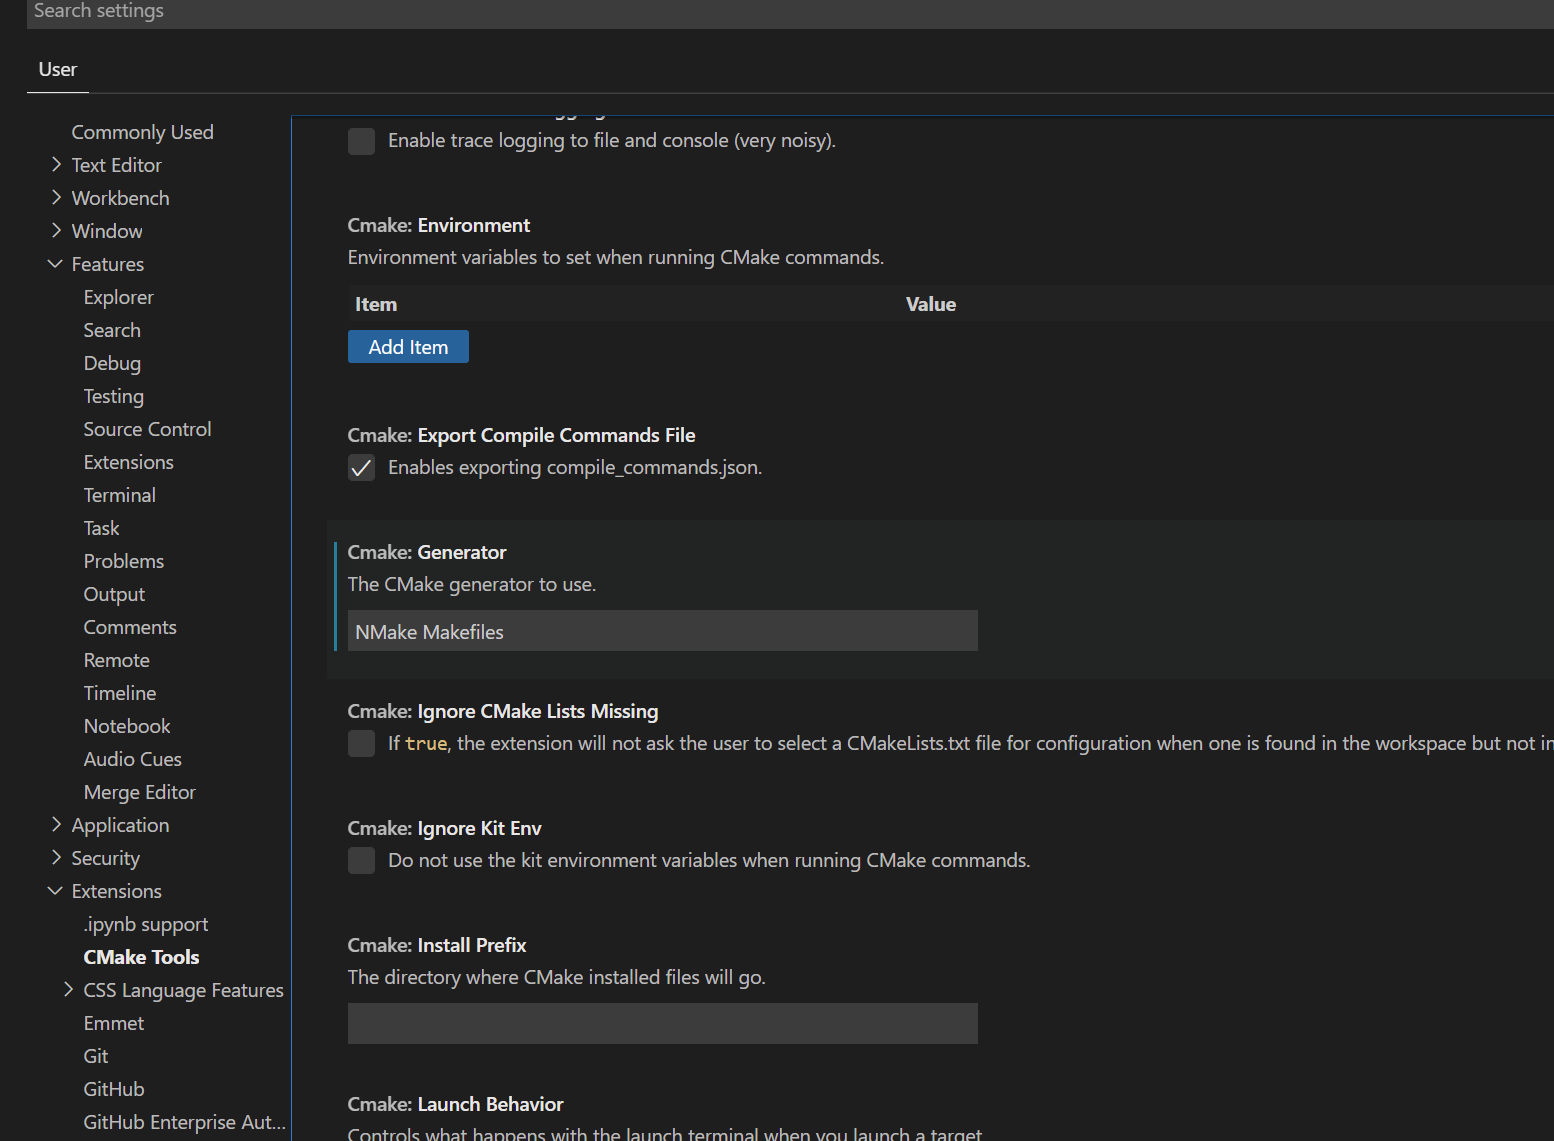 Search settings
User
Commonly Used
Text Editor
Workbench
Window
Features
Explorer
Search
Debug
Testing
Source Control
Extensions
Terminal
Task
Problems
Output
Comments
Remote
Timeline
Notebook
Audio Cues
Merge Editor
Application
Security
Extensions
.ipynb support
CMake Tools
CSS Language Features
Emmet
Git
GitHub
GitHub Enterprise Aut...
Enable trace logging to file and console (very noisy).
Cmake: Environment
Environment variables to set when running CMake commands.
Item Value
Add Item
Cmake: Export Compile Commands File
Enables exporting compile_commands.json.
Cmake: Generator
The CMake generator to use.
NMake Makefiles
Cmake: Ignore CMake Lists Missing
If true, the extension will not ask the user to select a CMakeLists.txt file for configuration when one is found in the workspace but not in
Cmake: Ignore Kit Env
Do not use the kit environment variables when running CMake commands.
Cmake: Install Prefix
The directory where CMake installed files will go.
Cmake: Launch Behavior
Controls what happens with the launch terminal when you launch a target